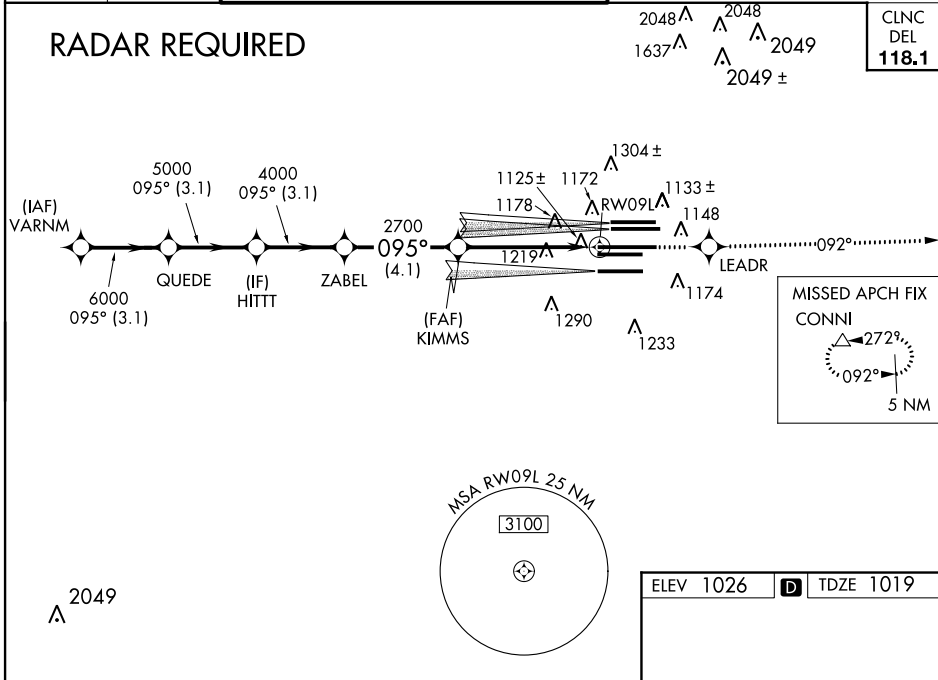 RADAR REQUIRED
2048
2048
1637
2049
2049 ±
CLNC
DEL
118.1
5000
095° (3.1)
4000
095° (3.1)
1304 ±
1125 ±
1172
1178
RW09L
1133 ±
(IAF)
VARNM
2700
095°
(4.1)
1148
1219
092°
QUEDE
(IF)
HITTT
ZABEL
LEADR
6000
095° (3.1)
(FAF)
KIMMS
1290
1174
1233
MISSED APCH FIX
CONNI
272°
092°
5 NM
MSA RW09L 25 NM
3100
2049
ELEV 1026 D TDZE 1019